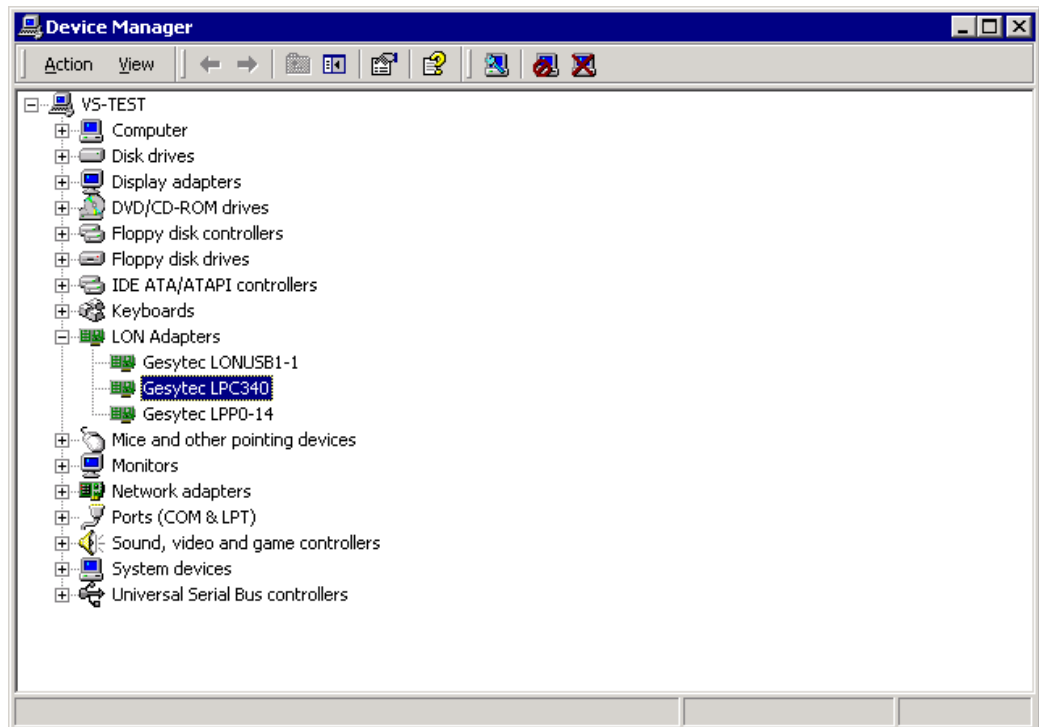 Device Manager
Action View
VS-TEST
Computer
Disk drives
Display adapters
DVD/CD-ROM drives
Floppy disk controllers
Floppy disk drives
IDE ATA/ATAPI controllers
Keyboards
LON Adapters
Gesytec LONUSB1-1
Gesytec LPC340
Gesytec LPP0-14
Mice and other pointing devices
Monitors
Network adapters
Ports (COM & LPT)
Sound, video and game controllers
System devices
Universal Serial Bus controllers